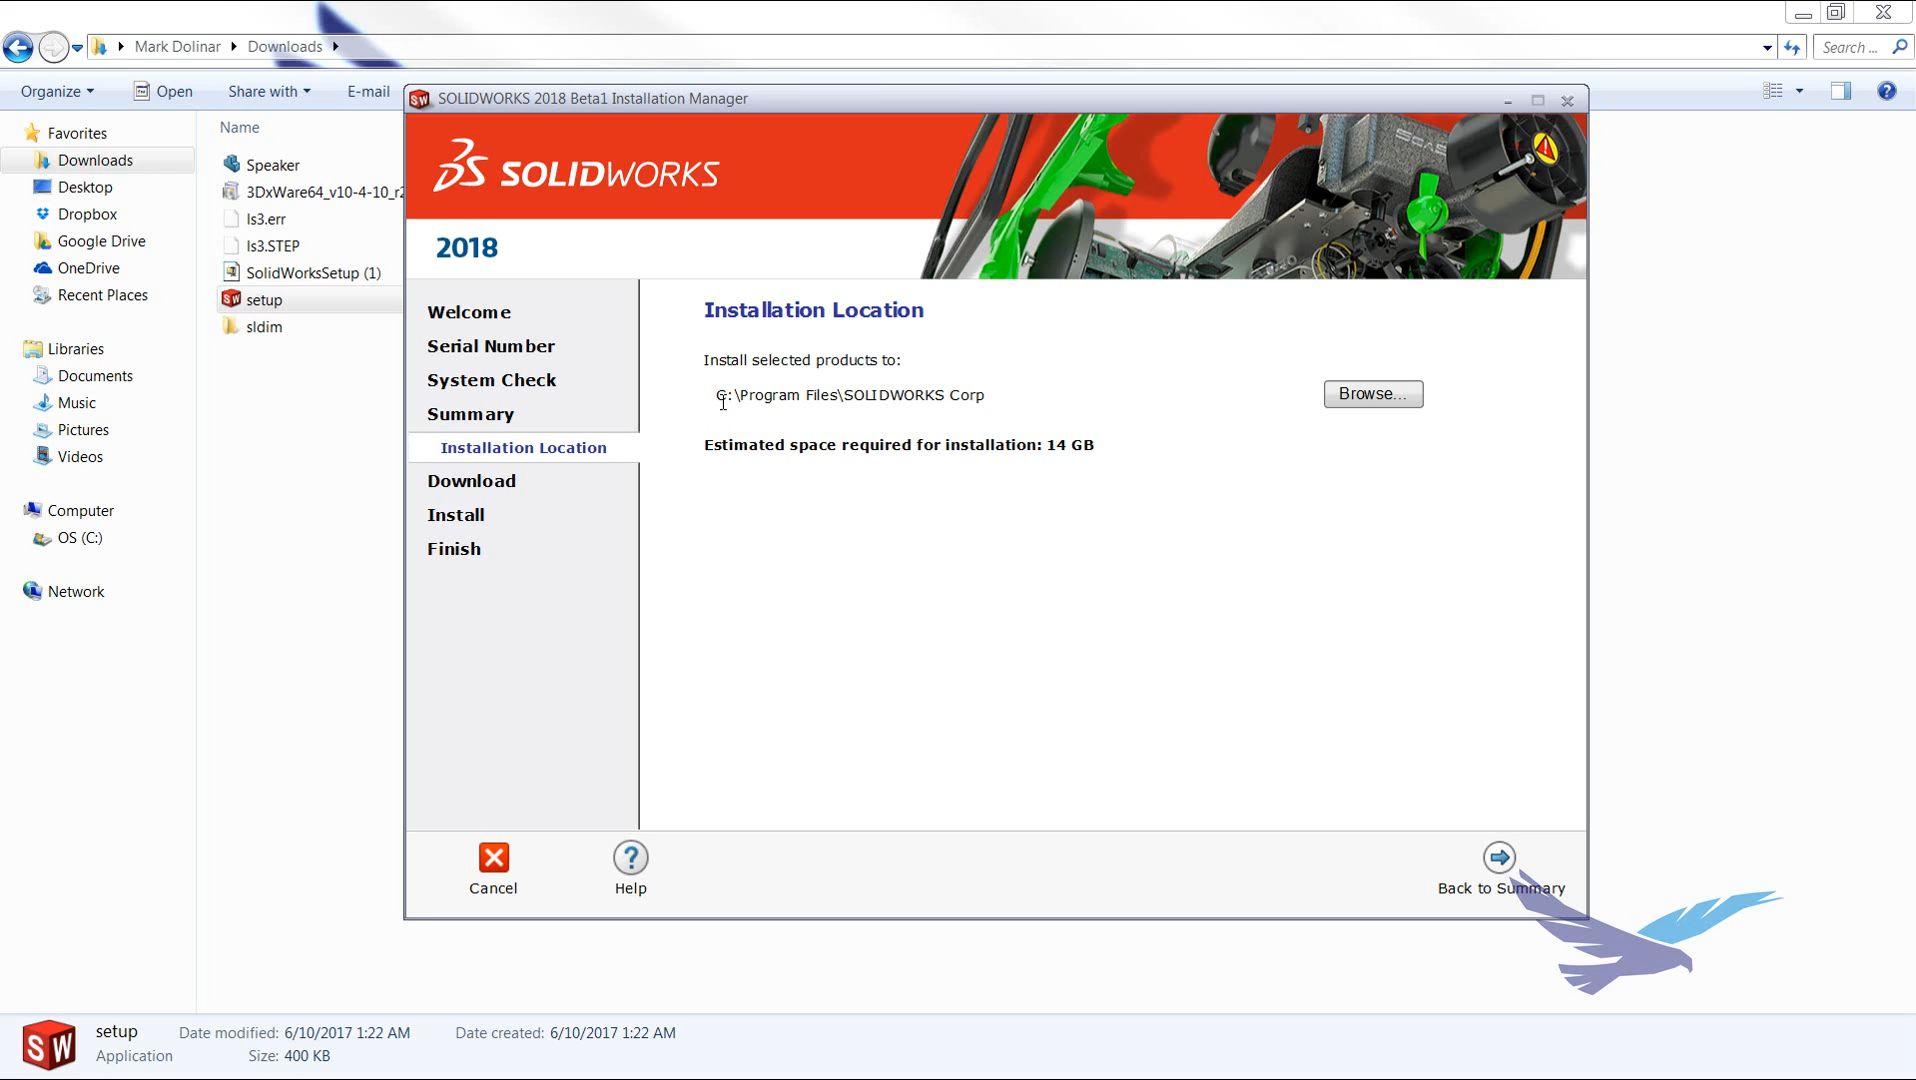 Mark Dolinar
Downloads
Search ...
Organize
Open
Share with
E-mail
Favorites
Downloads
Desktop
Dropbox
Google Drive
OneDrive
Recent Places
Libraries
Documents
Music
Pictures
Videos
Computer
OS (C:)
Network
Name
Speaker
3DxWare64_v10-4-10_r2
ls3.err
ls3.STEP
SolidWorksSetup (1)
setup
sldim
SW SOLIDWORKS 2018 Beta1 Installation Manager
SOLIDWORKS
2018
Welcome
Serial Number
System Check
Summary
Installation Location
Download
Install
Finish
Installation Location
Install selected products to:
C:\Program Files\SOLIDWORKS Corp
Browse...
Estimated space required for installation: 14 GB
Cancel
Help
Back to Summary
SW
setup
Date modified: 6/10/2017 1:22 AM
Date created: 6/10/2017 1:22 AM
Application
Size: 400 KB